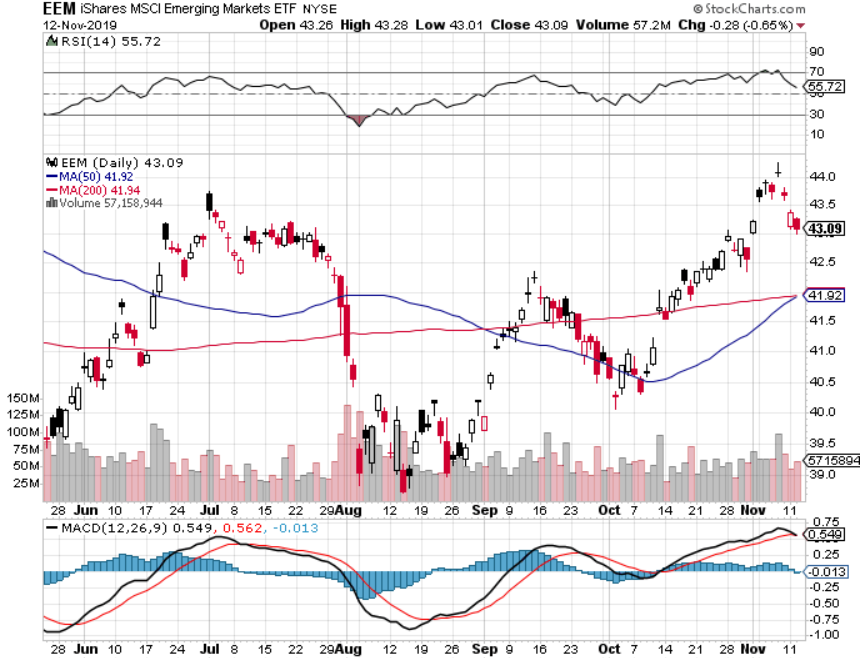 EEM iShares MSCI Emerging Markets ETF NYSE © StockCharts.com
12-Nov-2019 Open 43.26 High 43.28 Low 43.01 Close 43.09 Volume 57.2M Chg -0.28 (-0.65%)
RSI(14) 55.72
90
70
55.72
30
10
EEM (Daily) 43.09
MA(50) 41.92
MA(200) 41.94
Volume 57,158,944
44.0
43.5
43.09
42.5
41.92
41.5
41.0
40.5
40.0
39.5
5715894
39.0
150M
125M
100M
75M
50M
25M
28 Jun 10 17 24 Jul 8 15 22 29 Aug 12 19 26 Sep 9 16 23 Oct 7 14 21 28 Nov 11
MACD(12,26,9) 0.549, 0.562, -0.013
0.75
0.549
0.25
-0.013
-0.25
-0.50
-0.75
-1.00
28 Jun 10 17 24 Jul 8 15 22 29 Aug 12 19 26 Sep 9 16 23 Oct 7 14 21 28 Nov 11